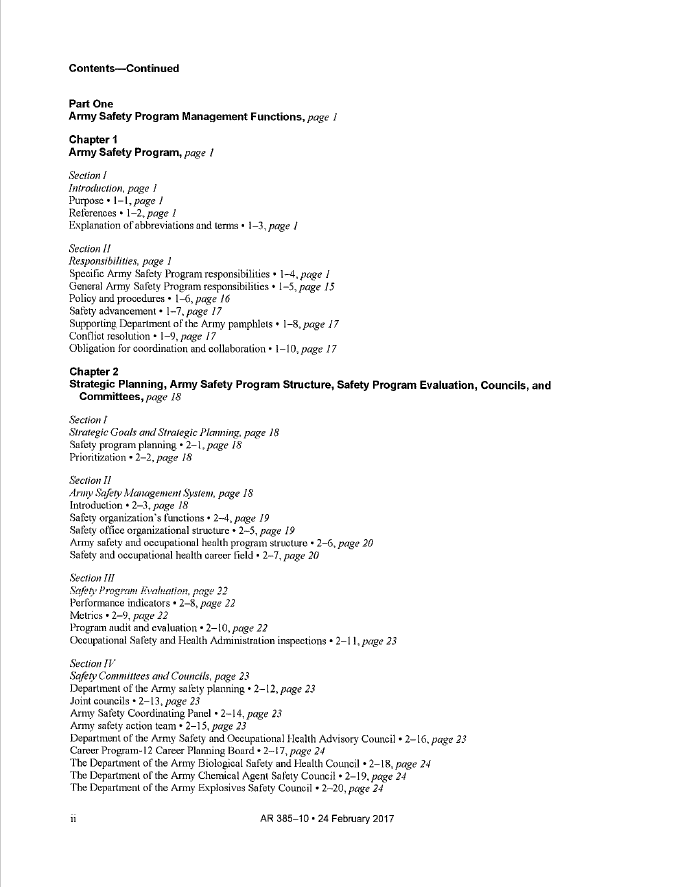 Contents—Continued
Part One
Army Safety Program Management Functions, page 1
Chapter 1
Army Safety Program, page 1
Section I
Introduction, page 1
Purpose • 1–1, page 1
References • 1–2, page 1
Explanation of abbreviations and terms • 1–3, page 1
Section II
Responsibilities, page 1
Specific Army Safety Program responsibilities • 1–4, page 1
General Army Safety Program responsibilities • 1–5, page 15
Policy and procedures • 1–6, page 16
Safety advancement • 1–7, page 17
Supporting Department of the Army pamphlets • 1–8, page 17
Conflict resolution • 1–9, page 17
Obligation for coordination and collaboration • 1–10, page 17
Chapter 2
Strategic Planning, Army Safety Program Structure, Safety Program Evaluation, Councils, and
Committees, page 18
Section I
Strategic Goals and Strategic Planning, page 18
Safety program planning • 2–1, page 18
Prioritization • 2–2, page 18
Section II
Army Safety Management System, page 18
Introduction • 2–3, page 18
Safety organization's functions • 2–4, page 19
Safety office organizational structure • 2–5, page 19
Army safety and occupational health program structure • 2–6, page 20
Safety and occupational health career field • 2–7, page 20
Section III
Safety Program Evaluation, page 22
Performance indicators • 2–8, page 22
Metrics • 2–9, page 22
Program audit and evaluation • 2–10, page 22
Occupational Safety and Health Administration inspections • 2–11, page 23
Section IV
Safety Committees and Councils, page 23
Department of the Army safety planning • 2–12, page 23
Joint councils • 2–13, page 23
Army Safety Coordinating Panel • 2–14, page 23
Army safety action team • 2–15, page 23
Department of the Army Safety and Occupational Health Advisory Council • 2–16, page 23
Career Program-12 Career Planning Board • 2–17, page 24
The Department of the Army Biological Safety and Health Council • 2–18, page 24
The Department of the Army Chemical Agent Safety Council • 2–19, page 24
The Department of the Army Explosives Safety Council • 2–20, page 24
ii
AR 385–10 • 24 February 2017